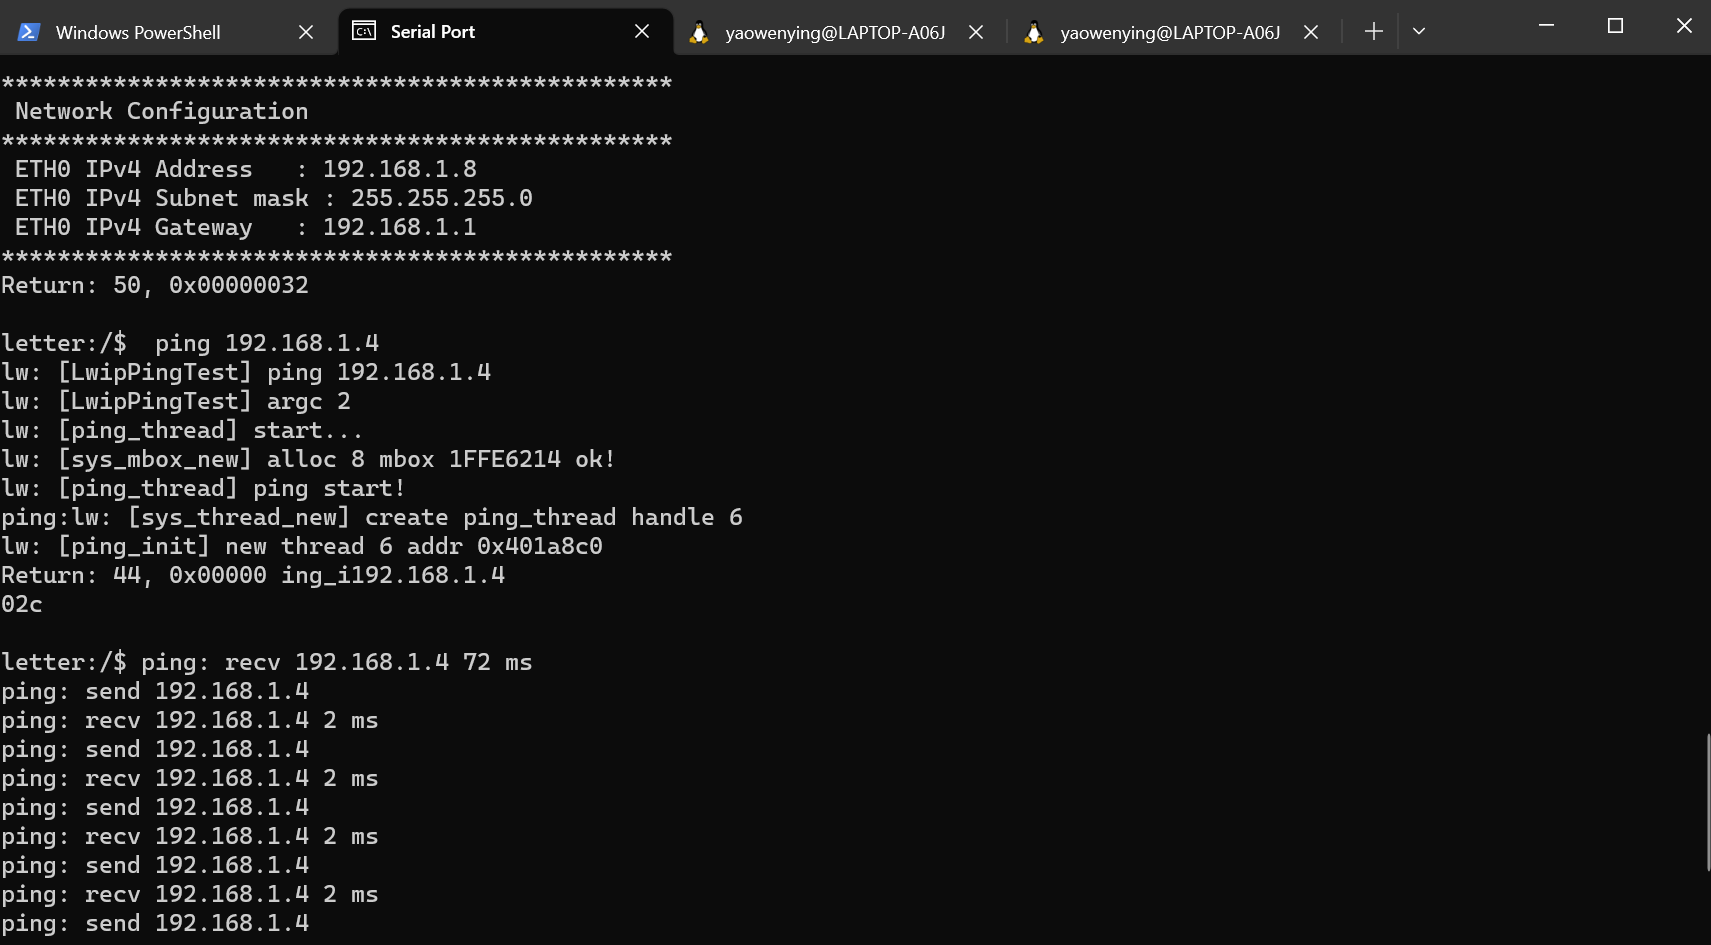 Windows PowerShell
Serial Port
yaowenying@LAPTOP-A06J
yaowenying@LAPTOP-A06J
************************************************
Network Configuration
************************************************
ETH0 IPv4 Address   : 192.168.1.8
ETH0 IPv4 Subnet mask : 255.255.255.0
ETH0 IPv4 Gateway   : 192.168.1.1
************************************************
Return: 50, 0x00000032
letter:/$  ping 192.168.1.4
lw: [LwipPingTest] ping 192.168.1.4
lw: [LwipPingTest] argc 2
lw: [ping_thread] start...
lw: [sys_mbox_new] alloc 8 mbox 1FFE6214 ok!
lw: [ping_thread] ping start!
ping:lw: [sys_thread_new] create ping_thread handle 6
lw: [ping_init] new thread 6 addr 0x401a8c0
Return: 44, 0x00000 ing_i192.168.1.4
02c
letter:/$ ping: recv 192.168.1.4 72 ms
ping: send 192.168.1.4
ping: recv 192.168.1.4 2 ms
ping: send 192.168.1.4
ping: recv 192.168.1.4 2 ms
ping: send 192.168.1.4
ping: recv 192.168.1.4 2 ms
ping: send 192.168.1.4
ping: recv 192.168.1.4 2 ms
ping: send 192.168.1.4